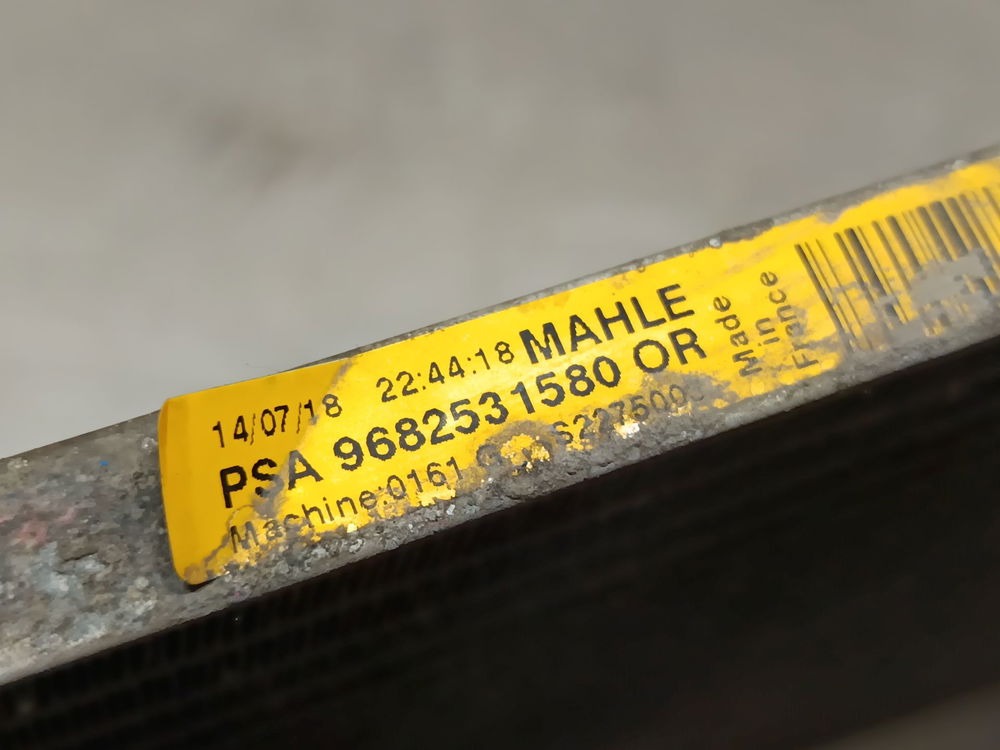 14/07/18 22:44:18 MAHLE
PSA 9682531580 OR
Machine:0161
Made
in
France